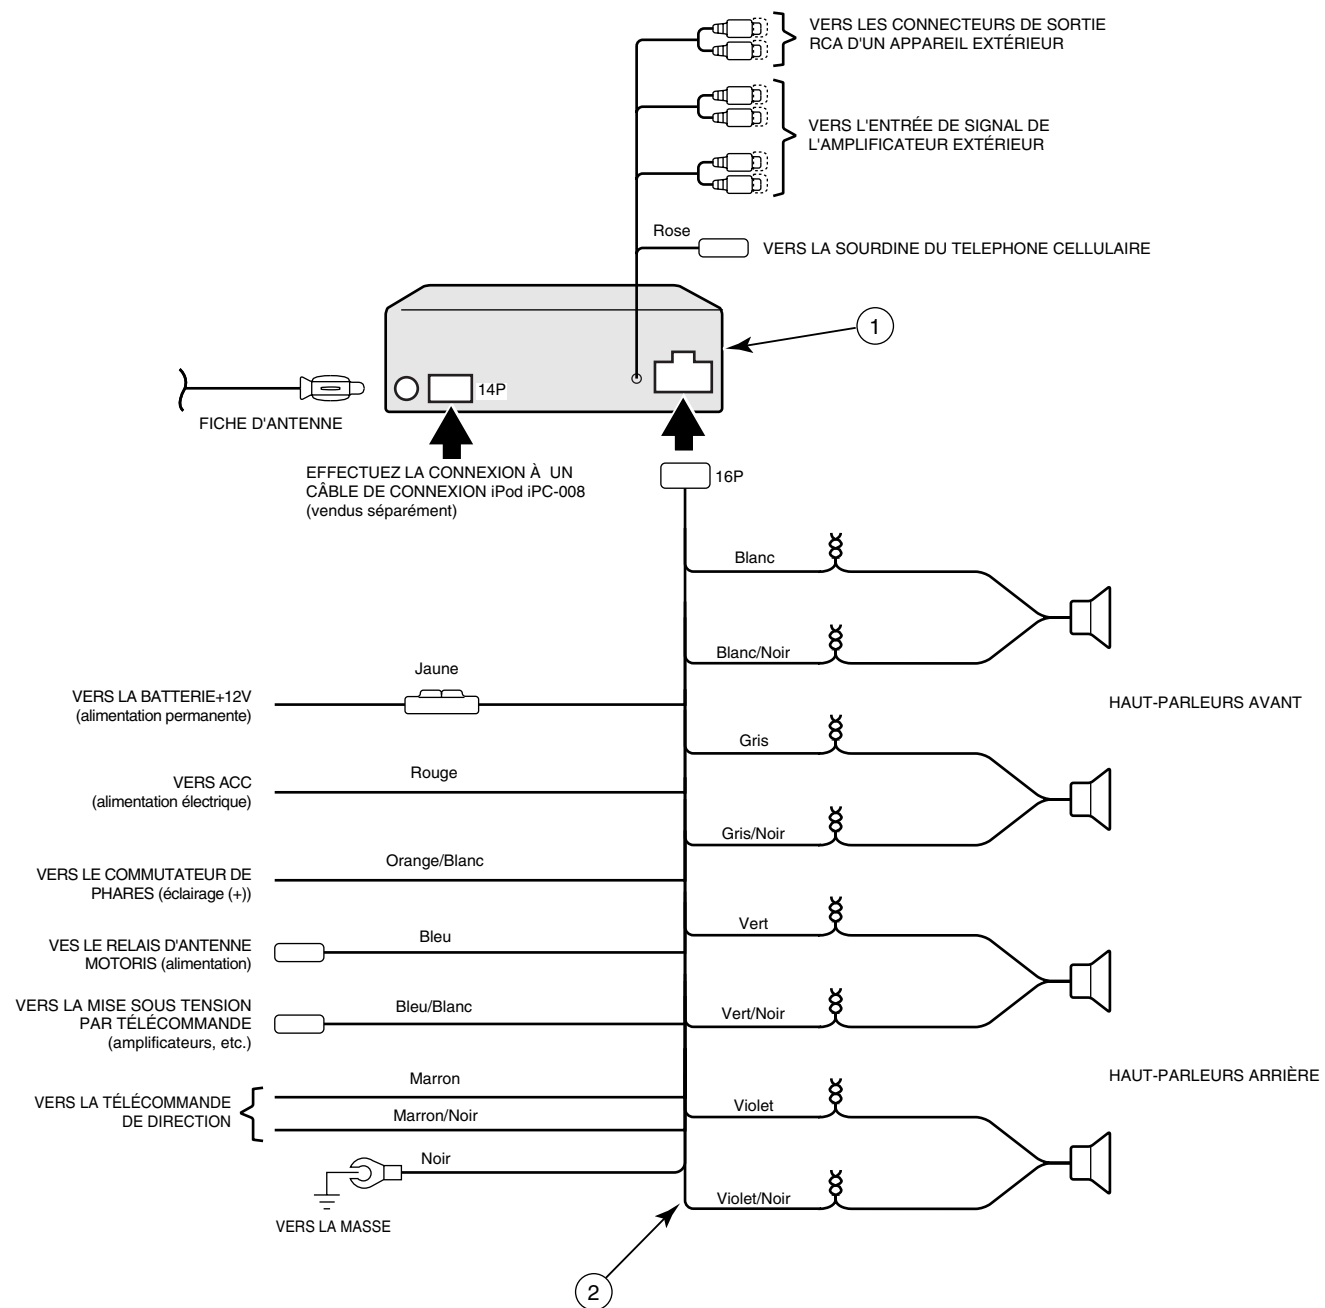 VERS LES CONNECTEURS DE SORTIE
RCA D'UN APPAREIL EXTÉRIEUR
VERS L'ENTRÉE DE SIGNAL DE
L'AMPLIFICATEUR EXTÉRIEUR
Rose
VERS LA SOURDINE DU TELEPHONE CELLULAIRE
1
14P
FICHE D'ANTENNE
EFFECTUEZ LA CONNEXION À UN
CÂBLE DE CONNEXION iPod iPC-008
(vendus séparément)
16P
Blanc
Blanc/Noir
Jaune
VERS LA BATTERIE+12V
(alimentation permanente)
HAUT-PARLEURS AVANT
Gris
Rouge
VERS ACC
(alimentation électrique)
Gris/Noir
Orange/Blanc
VERS LE COMMUTATEUR DE
PHARES (éclairage (+))
Vert
Bleu
VES LE RELAIS D'ANTENNE
MOTORIS (alimentation)
Bleu/Blanc
VERS LA MISE SOUS TENSION
PAR TÉLÉCOMMANDE
(amplificateurs, etc.)
Vert/Noir
Marron
HAUT-PARLEURS ARRIÈRE
VERS LA TÉLÉCOMMANDE
DE DIRECTION
Marron/Noir
Violet
Noir
Violet/Noir
VERS LA MASSE
2